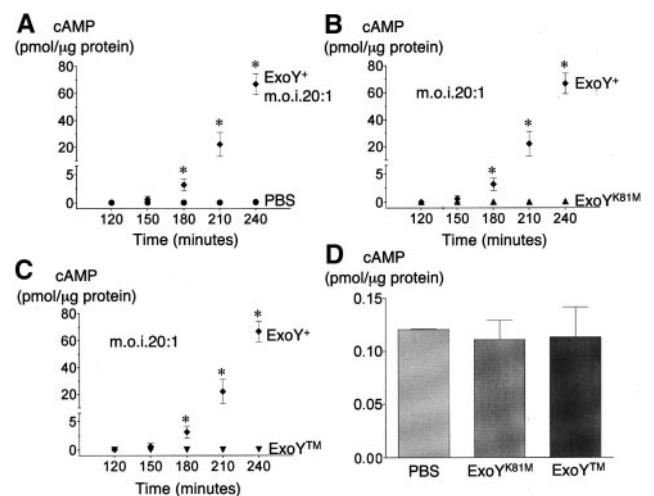 A
cAMP
(pmol/µg protein)
80
60
40
20
5
0
*
*
*
ExoY+
m.o.i.20:1
PBS
120 150 180 210 240
Time (minutes)
B
cAMP
(pmol/µg protein)
80
60
40
20
5
0
m.o.i.20:1
*
*
*
ExoY+
ExoYK81M
120 150 180 210 240
Time (minutes)
C
cAMP
(pmol/µg protein)
80
60
40
20
5
0
m.o.i.20:1
*
*
*
ExoY+
ExoYTM
120 150 180 210 240
Time (minutes)
D
cAMP
(pmol/µg protein)
0.15
0.10
0.05
0.00
PBS ExoYK81M ExoYTM